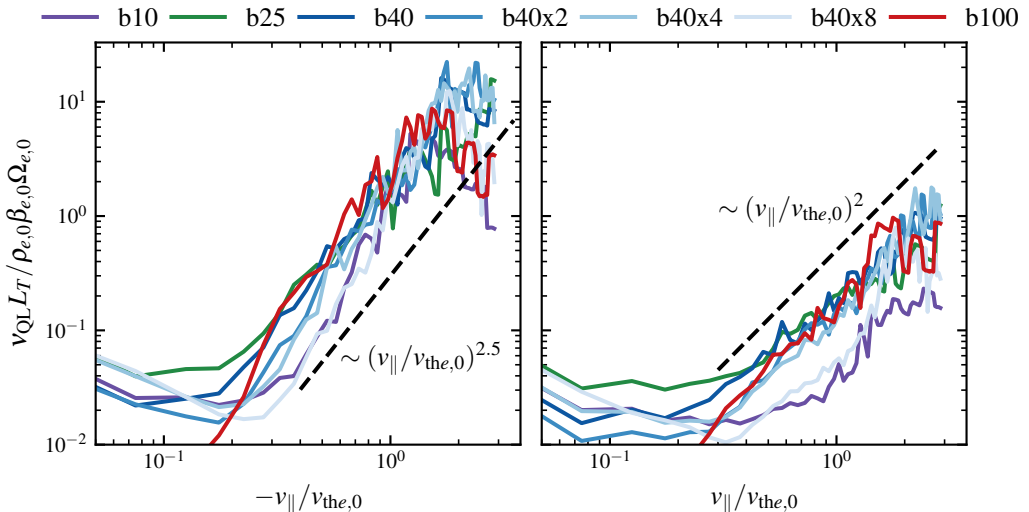 b10 b25 b40 b40x2 b40x4 b40x8 b100
ν_QL L_T / ρ_{e,0} β_{e,0} Ω_{e,0}
10^1
10^0
10^{-1}
10^{-2}
∼ (v_∥/v_{the,0})^{2.5}
10^{-1} 10^0
−v_∥/v_{the,0}
∼ (v_∥/v_{the,0})^2
10^{-1} 10^0
v_∥/v_{the,0}